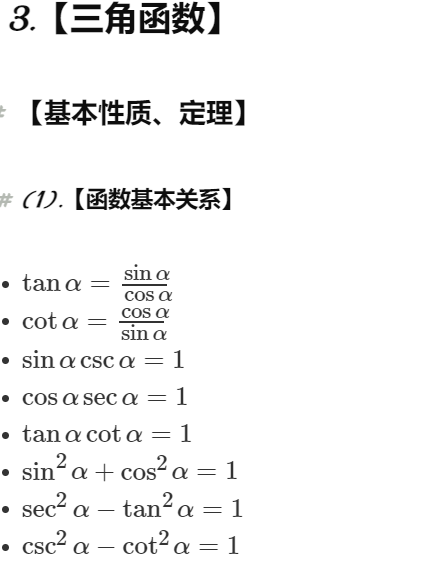 3.【三角函数】
# 【基本性质、定理】
# (1).【函数基本关系】
• tan α = sin α / cos α
• cot α = cos α / sin α
• sin α csc α = 1
• cos α sec α = 1
• tan α cot α = 1
• sin² α + cos² α = 1
• sec² α − tan² α = 1
• csc² α − cot² α = 1